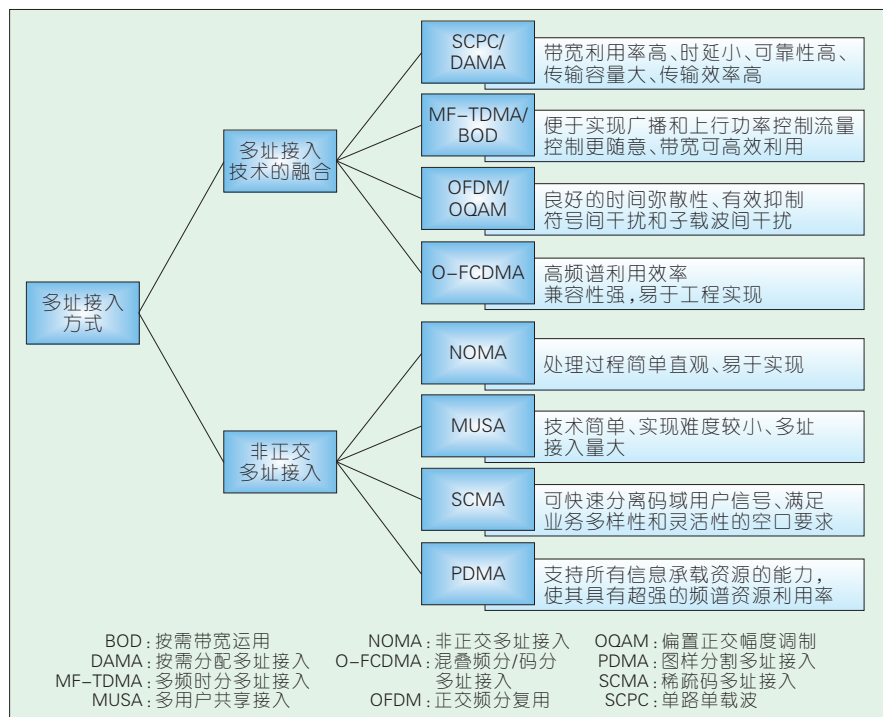 多址接入
方式
多址接入
技术的融合
SCPC/
DAMA
带宽利用率高、时延小、可靠性高、
传输容量大、传输效率高
MF-TDMA/
BOD
便于实现广播和上行功率控制流量
控制更随意、带宽可高效利用
OFDM/
OQAM
良好的时间弥散性、有效抑制
符号间干扰和子载波间干扰
O-FCDMA
高频谱利用效率
兼容性强,易于工程实现
非正交
多址接入
NOMA
处理过程简单直观、易于实现
MUSA
技术简单、实现难度较小、多址
接入量大
SCMA
可快速分离码域用户信号、满足
业务多样性和灵活性的空口要求
PDMA
支持所有信息承载资源的能力,
使其具有超强的频谱资源利用率
BOD:按需带宽运用
DAMA:按需分配多址接入
MF-TDMA:多频时分多址接入
MUSA:多用户共享接入
NOMA:非正交多址接入
O-FCDMA:混叠频分/码分
多址接入
OFDM:正交频分复用
OQAM:偏置正交幅度调制
PDMA:图样分割多址接入
SCMA:稀疏码多址接入
SCPC:单路单载波